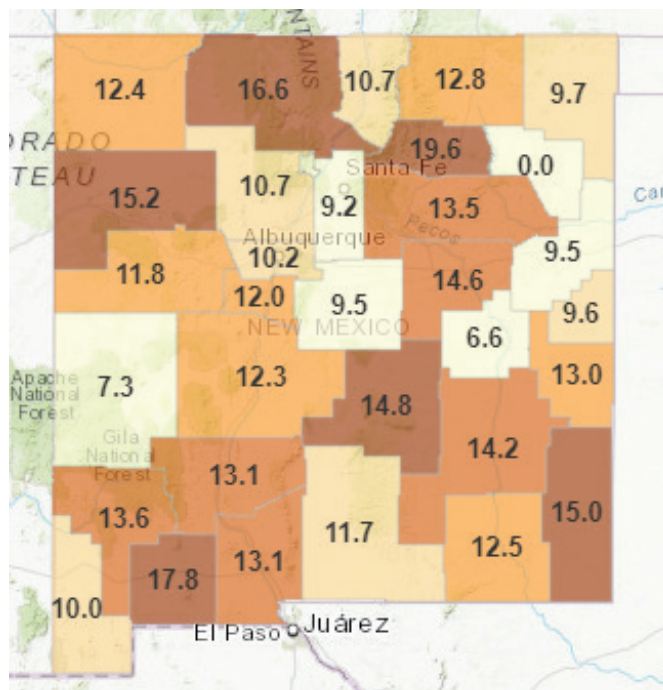 NTAINS
12.4
16.6
10.7
12.8
9.7
ORADO
TEAU
19.6
0.0
Santa Fe
15.2
10.7
9.2
13.5
Pecos
Albuquerque
10.2
9.5
11.8
12.0
14.6
9.5
9.6
NEW MEXICO
6.6
Apache
National
Forest
7.3
12.3
13.0
14.8
Gila
National
Forest
14.2
13.1
13.6
15.0
11.7
12.5
17.8
13.1
10.0
El Paso
Juárez